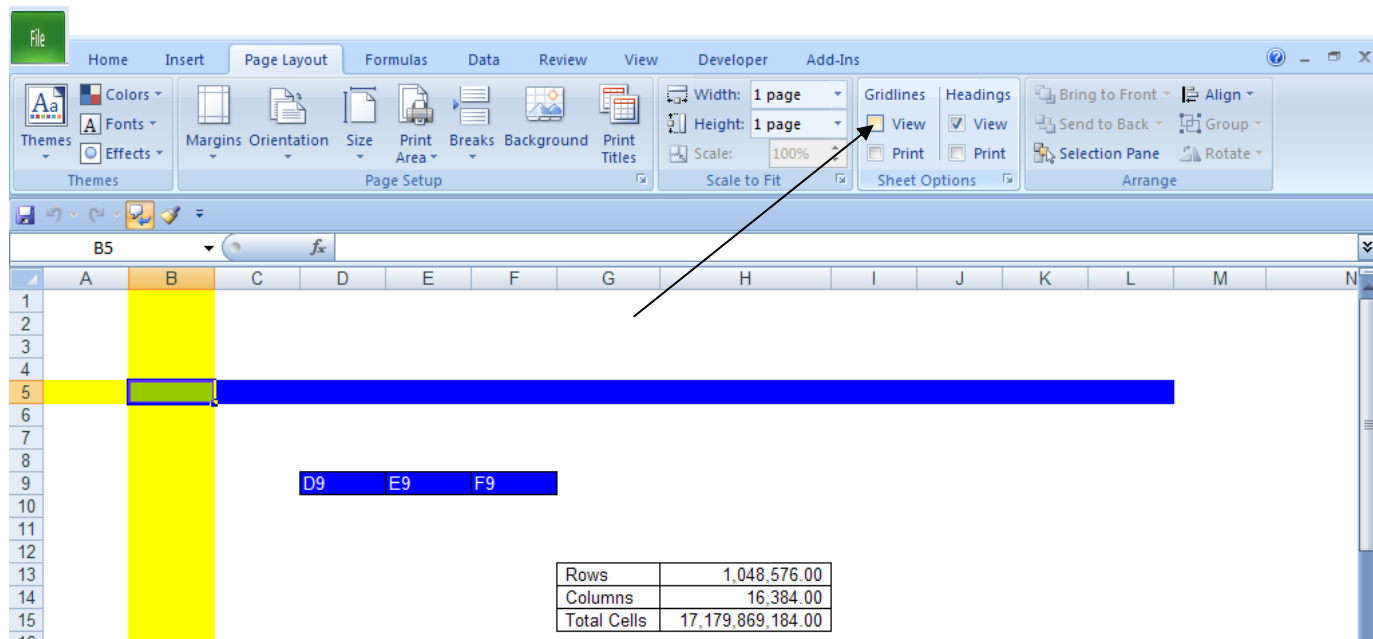 File
Home Insert Page Layout Formulas Data Review View Developer Add-Ins
Aa Colors Width: 1 page Gridlines Headings Bring to Front Align
A Fonts Height: 1 page View View Send to Back Group
Themes Effects Margins Orientation Size Print Area Breaks Background Print Titles Scale: 100% Print Print Selection Pane Rotate
Themes Page Setup Scale to Fit Sheet Options Arrange
B5 fx
A B C D E F G H I J K L M N
1
2
3
4
5
6
7
8
9 D9 E9 F9
10
11
12
13 Rows 1,048,576.00
14 Columns 16,384.00
15 Total Cells 17,179,869,184.00
16